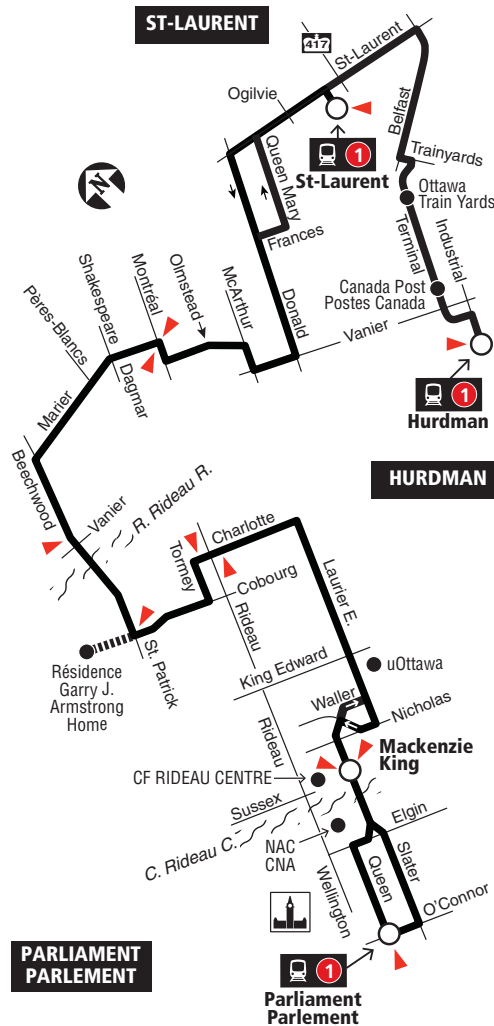 ST-LAURENT
417
St-Laurent
Ogilvie
Belfast
Queen Mary
1
St-Laurent
Trainyards
Ottawa
Train Yards
N
Frances
Terminal
Industrial
Canada Post
Postes Canada
Pères-Blancs
Shakespeare
Montréal
Olmstead
McArthur
Donald
Vanier
Dagmar
1
Hurdman
Marier
Beechwood
HURDMAN
Vanier
R. Rideau R.
Charlotte
Tormey
Cobourg
Rideau
Laurier E.
St. Patrick
Résidence
Garry J.
Armstrong
Home
King Edward
uOttawa
Waller
Nicholas
Rideau
Mackenzie
King
CF RIDEAU CENTRE
Sussex
C. Rideau C.
Elgin
NAC
CNA
Queen
Slater
Wellington
O'Connor
PARLIAMENT
PARLEMENT
1
Parliament
Parlement